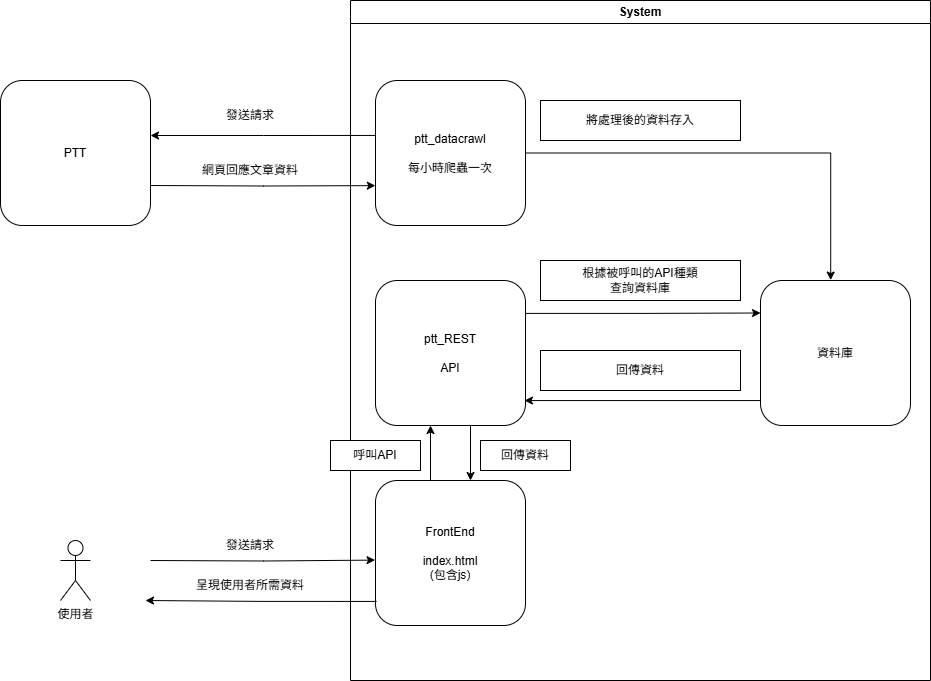 System
PTT
發送請求
網頁回應文章資料
ptt_datacrawl
每小時爬蟲一次
將處理後的資料存入
根據被呼叫的API種類
查詢資料庫
ptt_REST
API
資料庫
回傳資料
呼叫API
回傳資料
FrontEnd
index.html
(包含js)
發送請求
呈現使用者所需資料
使用者